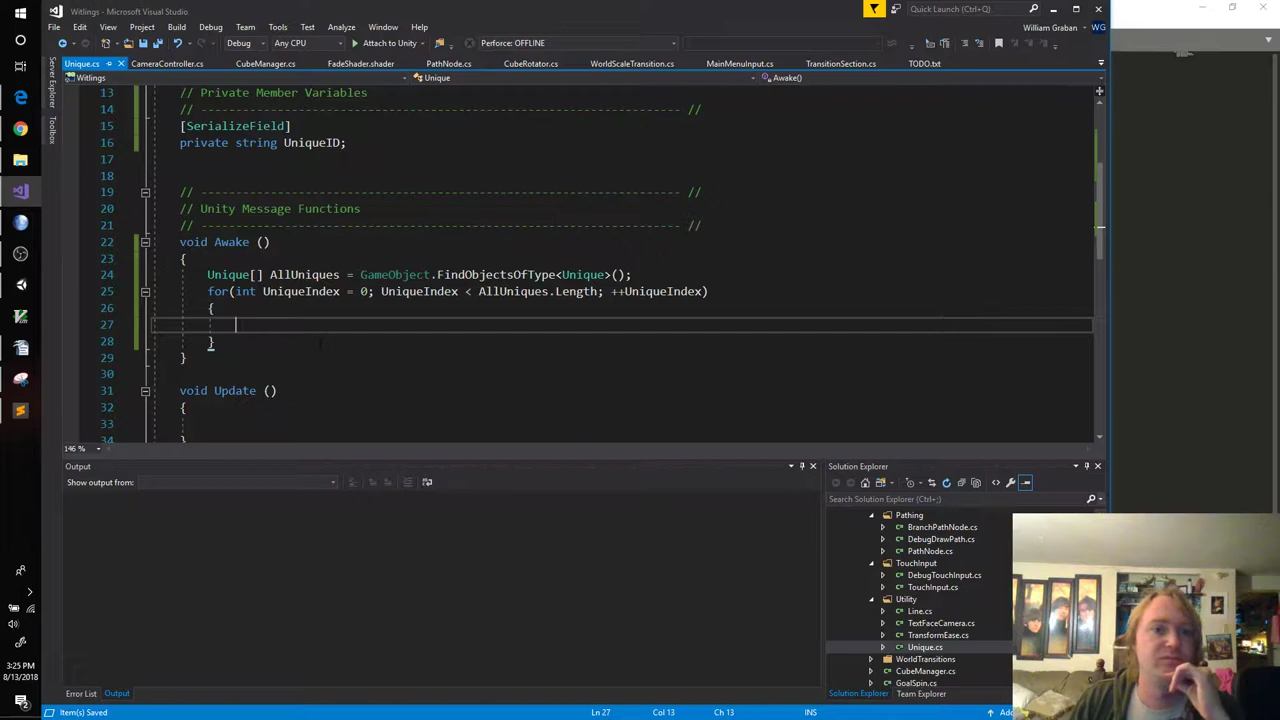 Witlings - Microsoft Visual Studio
Quick Launch (Ctrl+Q)
File Edit View Project Build Debug Team Tools Test Analyze Window Help
William Graban WG
Debug Any CPU Attach to Unity Perforce: OFFLINE
Unique.cs CameraController.cs CubeManager.cs FadeShader.shader PathNode.cs CubeRotator.cs WorldScaleTransition.cs MainMenuInput.cs TransitionSection.cs TODO.txt
Witlings Unique Awake()
Server Explorer
Toolbox
13 // Private Member Variables
14 // -------------------------------------------------------------------- //
15 [SerializeField]
16 private string UniqueID;
17
18
19 // -------------------------------------------------------------------- //
20 // Unity Message Functions
21 // -------------------------------------------------------------------- //
22 void Awake ()
23 {
24 Unique[] AllUniques = GameObject.FindObjectsOfType<Unique>();
25 for(int UniqueIndex = 0; UniqueIndex < AllUniques.Length; ++UniqueIndex)
26 {
27
28 }
29 }
30
31 void Update ()
32 {
33
34 }
146 %
Output
Show output from:
Error List Output
Solution Explorer
Search Solution Explorer (Ctrl+;)
Pathing
BranchPathNode.cs
DebugDrawPath.cs
PathNode.cs
TouchInput
DebugTouchInput.cs
TouchInput.cs
Utility
Line.cs
TextFaceCamera.cs
TransformEase.cs
Unique.cs
WorldTransitions
CubeManager.cs
GoalSpin.cs
Solution Explorer Team Explorer
Item(s) Saved Ln 27 Col 13 Ch 13 INS
3:25 PM
8/13/2018